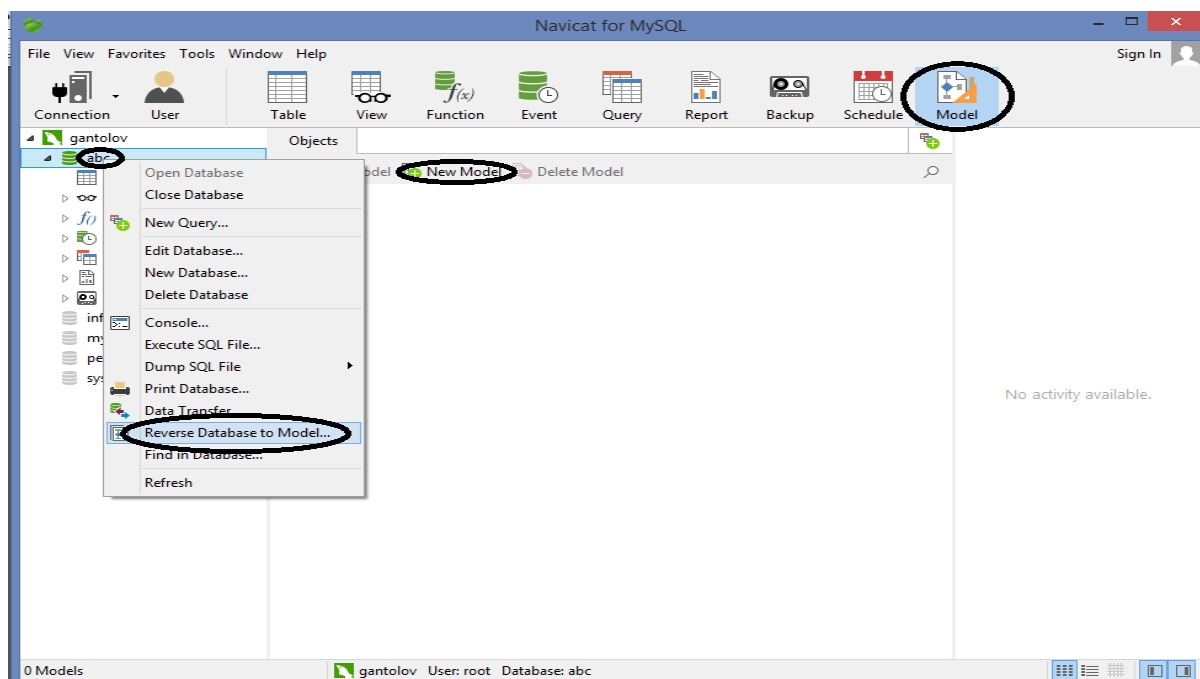 Navicat for MySQL
File View Favorites Tools Window Help
Sign In
Connection User Table View Function Event Query Report Backup Schedule Model
gantolov
Objects
abc
New Model Delete Model
Open Database
Close Database
New Query...
Edit Database...
New Database...
Delete Database
Console...
Execute SQL File...
Dump SQL File
Print Database...
Data Transfer...
Reverse Database to Model...
Find in Database...
Refresh
No activity available.
0 Models
gantolov User: root Database: abc